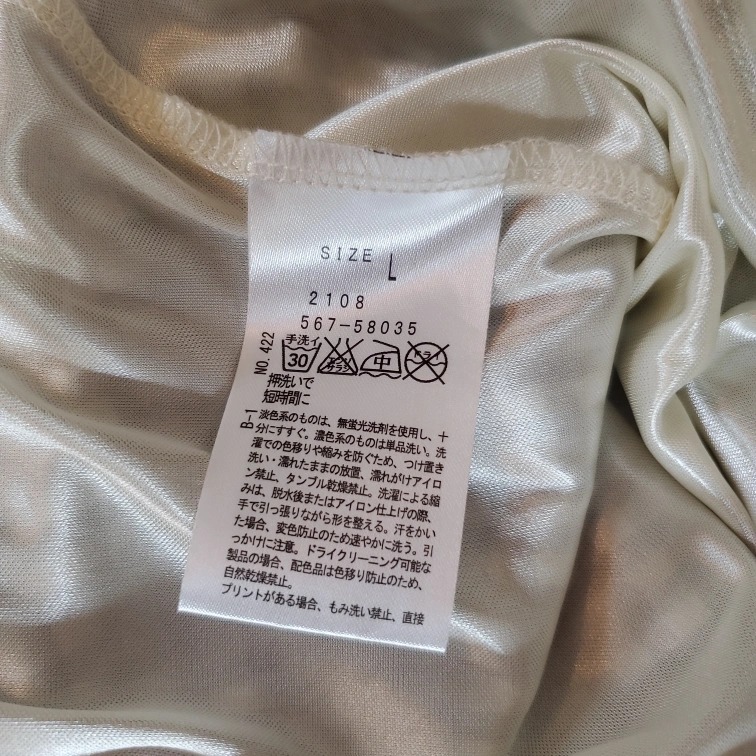 SIZE L
2108
567-58035
NO.422
手洗イ
30
エンソ
サラシ
中
ドライ
押洗いで
短時間に
B-1
淡色系のものは、無蛍光洗剤を使用し、十
分にすすぐ。濃色系のものは単品洗い。洗
濯での色移りや縮みを防ぐため、つけ置き
洗い・濡れたままの放置、濡れがけアイロ
ン禁止、タンブル乾燥禁止。洗濯による縮
みは、脱水後またはアイロン仕上げの際、
手で引っ張りながら形を整える。汗をかい
た場合、変色防止のため速やかに洗う。引
っかけに注意。ドライクリーニング可能な
製品の場合、配色品は色移り防止のため、
自然乾燥禁止。
プリントがある場合、もみ洗い禁止、直接